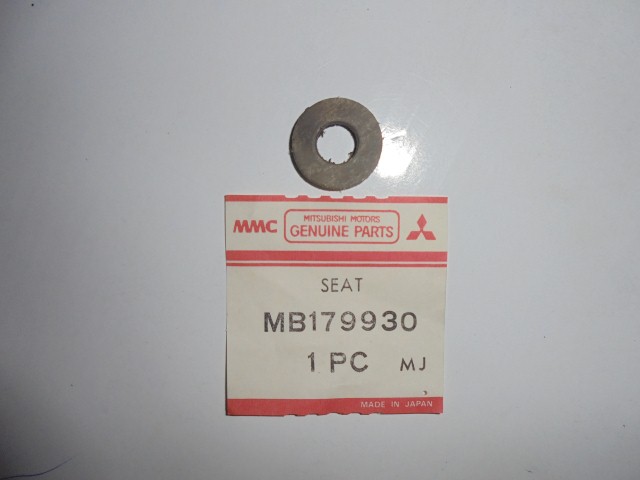 MMC
MITSUBISHI MOTORS
GENUINE PARTS
SEAT
MB179930
1 PC MJ
MADE IN JAPAN